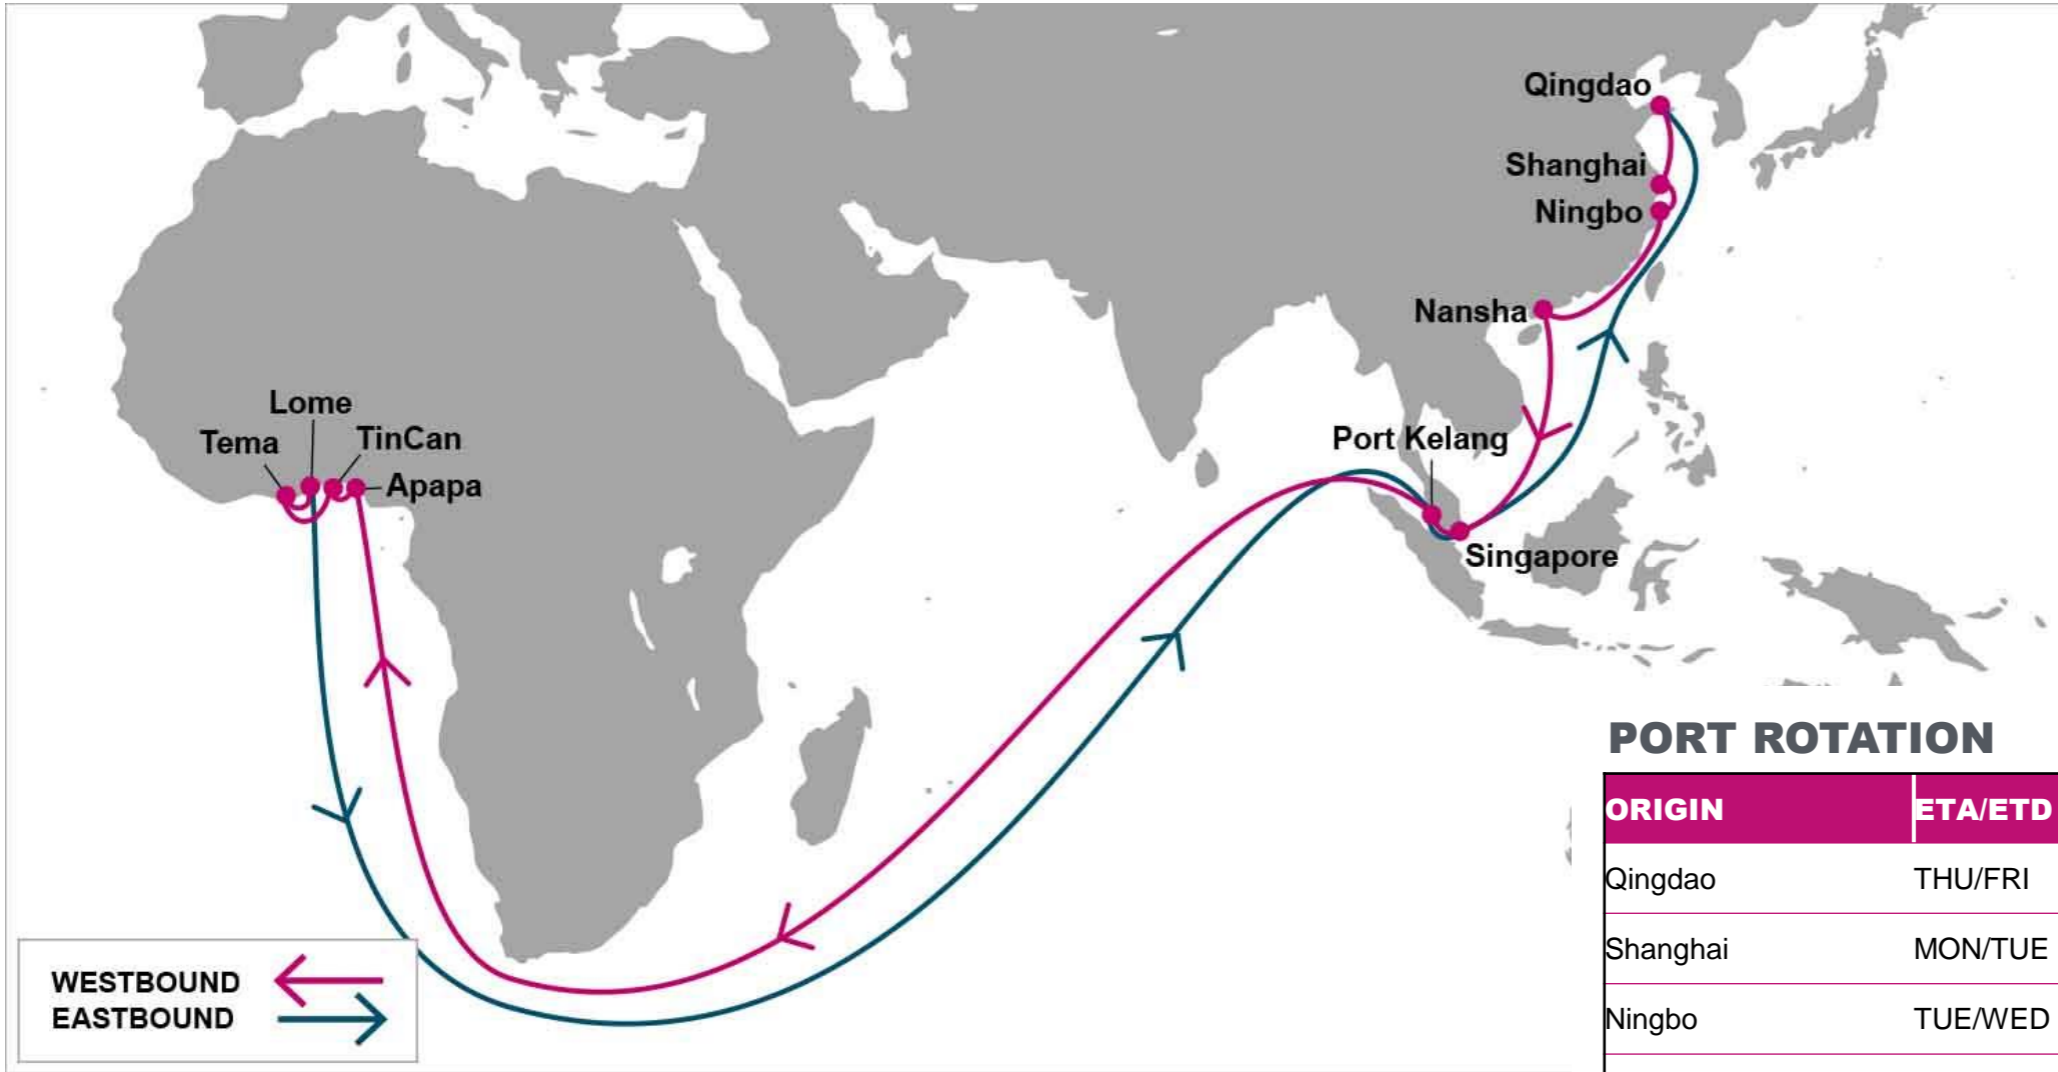 Qingdao
Shanghai
Ningbo
Nansha
Lome
Tema
TinCan
Apapa
Port Kelang
Singapore
WESTBOUND
EASTBOUND
PORT ROTATION
ORIGIN ETA/ETD
Qingdao THU/FRI
Shanghai MON/TUE
Ningbo TUE/WED